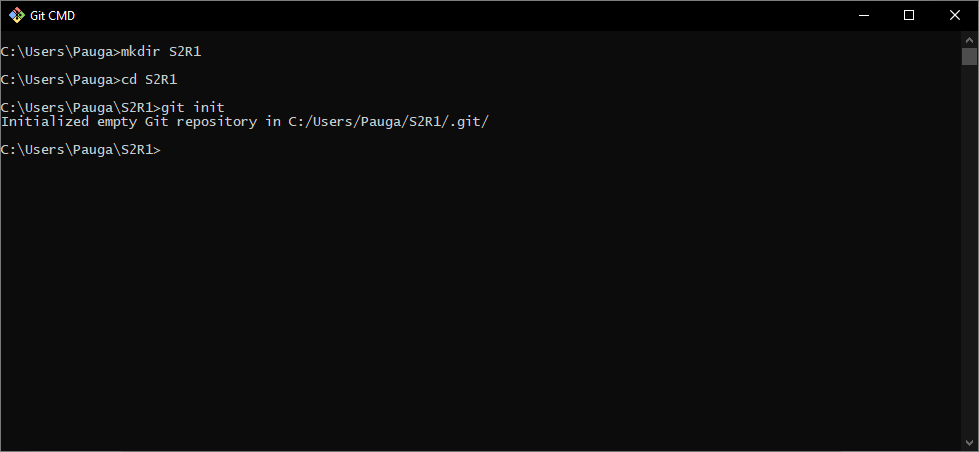 Git CMD
C:\Users\Pauga>mkdir S2R1
C:\Users\Pauga>cd S2R1
C:\Users\Pauga\S2R1>git init
Initialized empty Git repository in C:/Users/Pauga/S2R1/.git/
C:\Users\Pauga\S2R1>